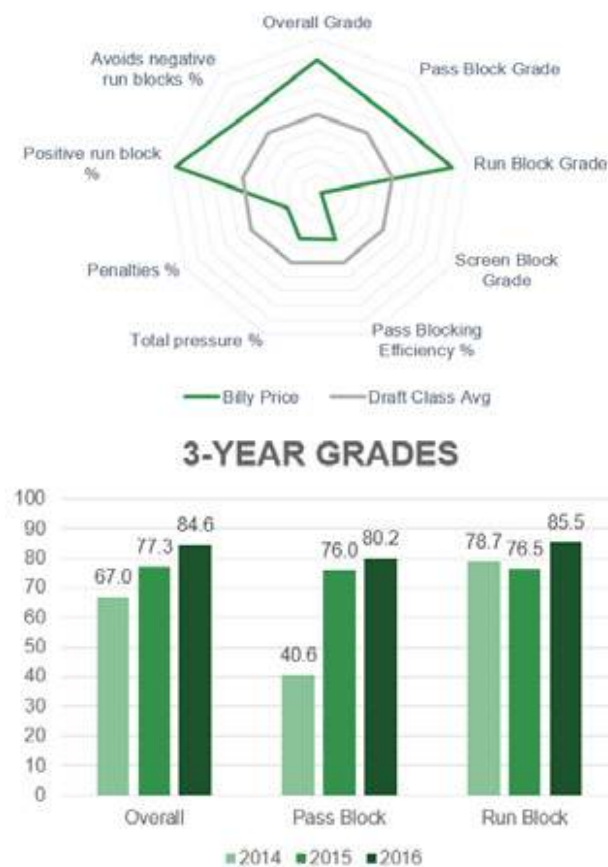 Overall Grade
Avoids negative
run blocks %
Pass Block Grade
Positive run block
%
Run Block Grade
Penalties %
Screen Block
Grade
Total pressure %
Pass Blocking
Efficiency %
Billy Price
Draft Class Avg
3-YEAR GRADES
100
90
80
70
60
50
40
30
20
10
0
67.0
77.3
84.6
40.6
76.0
80.2
78.7
76.5
85.5
Overall
Pass Block
Run Block
2014
2015
2016